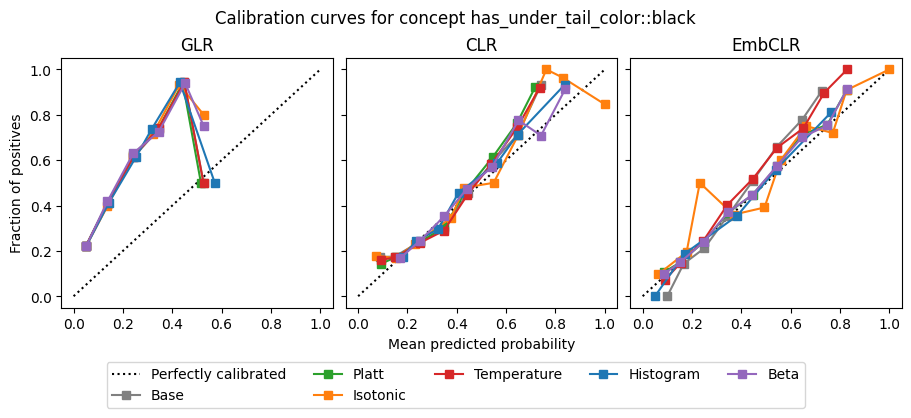 Calibration curves for concept has_under_tail_color::black
GLR
CLR
EmbCLR
Fraction of positives
1.0
0.8
0.6
0.4
0.2
0.0
0.0 0.2 0.4 0.6 0.8 1.0
0.0 0.2 0.4 0.6 0.8 1.0
0.0 0.2 0.4 0.6 0.8 1.0
Mean predicted probability
Perfectly calibrated Platt Temperature Histogram Beta
Base Isotonic